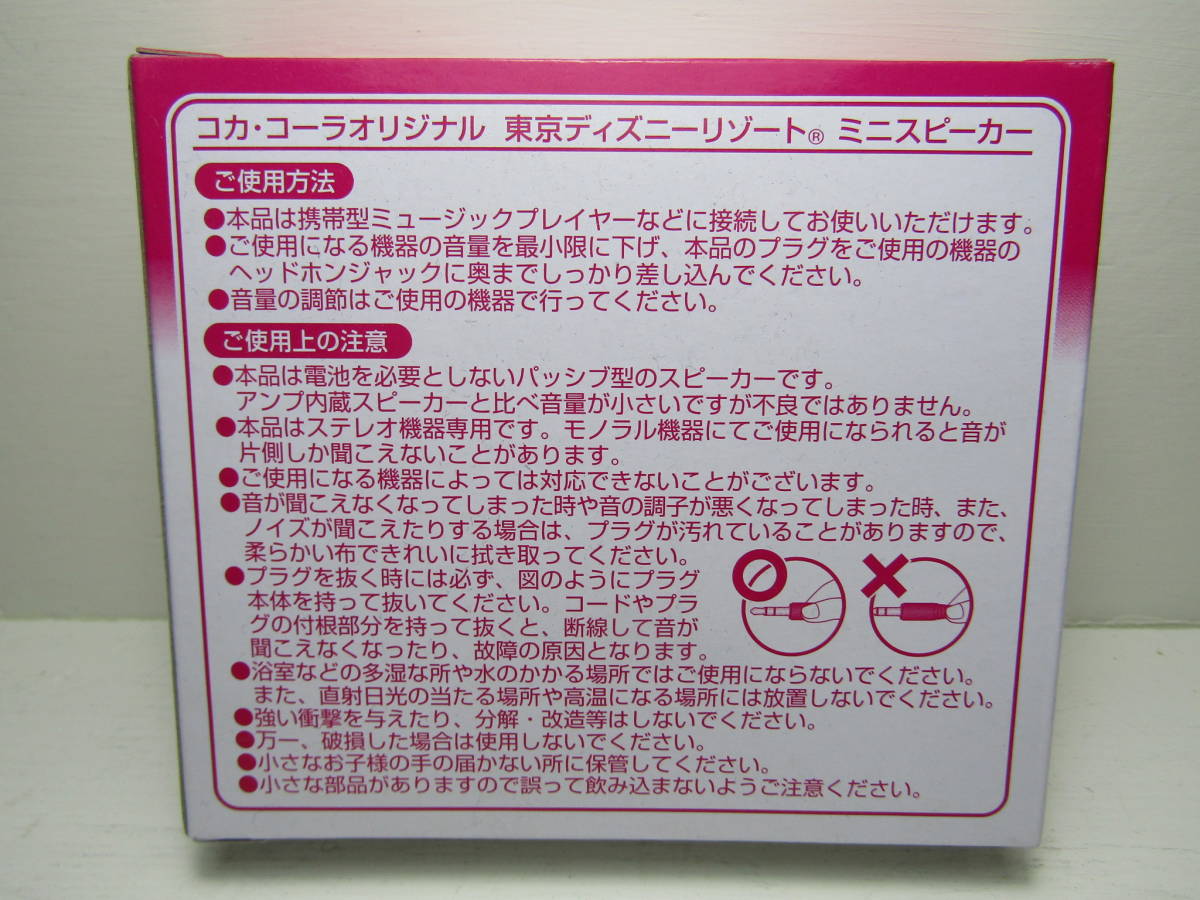 コカ・コーラオリジナル 東京ディズニーリゾート® ミニスピーカー
ご使用方法
●本品は携帯型ミュージックプレイヤーなどに接続してお使いいただけます。
●ご使用になる機器の音量を最小限に下げ、本品のプラグをご使用の機器の
ヘッドホンジャックに奥までしっかり差し込んでください。
●音量の調節はご使用の機器で行ってください。
ご使用上の注意
●本品は電池を必要としないパッシブ型のスピーカーです。
アンプ内蔵スピーカーと比べ音量が小さいですが不良ではありません。
●本品はステレオ機器専用です。モノラル機器にてご使用になられると音が
片側しか聞こえないことがあります。
●ご使用になる機器によっては対応できないことがございます。
●音が聞こえなくなってしまった時や音の調子が悪くなってしまった時、また、
ノイズが聞こえたりする場合は、プラグが汚れていることがありますので、
柔らかい布できれいに拭き取ってください。
●プラグを抜く時には必ず、図のようにプラグ
本体を持って抜いてください。コードやプラ
グの付根部分を持って抜くと、断線して音が
聞こえなくなったり、故障の原因となります。
●浴室などの多湿な所や水のかかる場所ではご使用にならないでください。
また、直射日光の当たる場所や高温になる場所には放置しないでください。
●強い衝撃を与えたり、分解・改造等はしないでください。
●万一、破損した場合は使用しないでください。
●小さなお子様の手の届かない所に保管してください。
●小さな部品がありますので誤って飲み込まないようご注意ください。